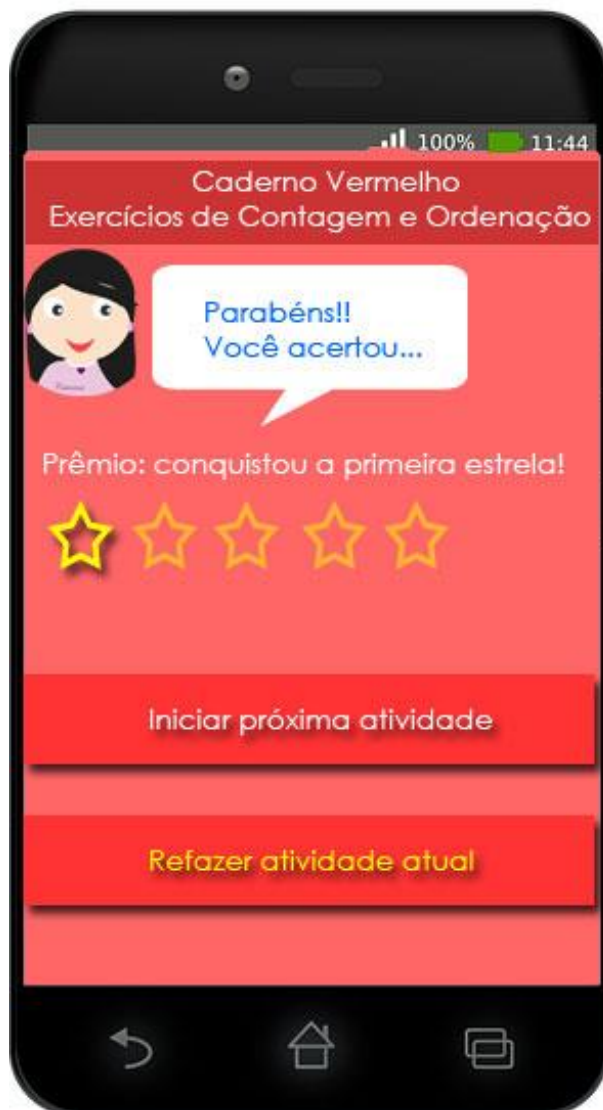 100% 11:44
Caderno Vermelho
Exercícios de Contagem e Ordenação
Parabéns!!
Você acertou...
Prêmio: conquistou a primeira estrela!
Iniciar próxima atividade
Refazer atividade atual